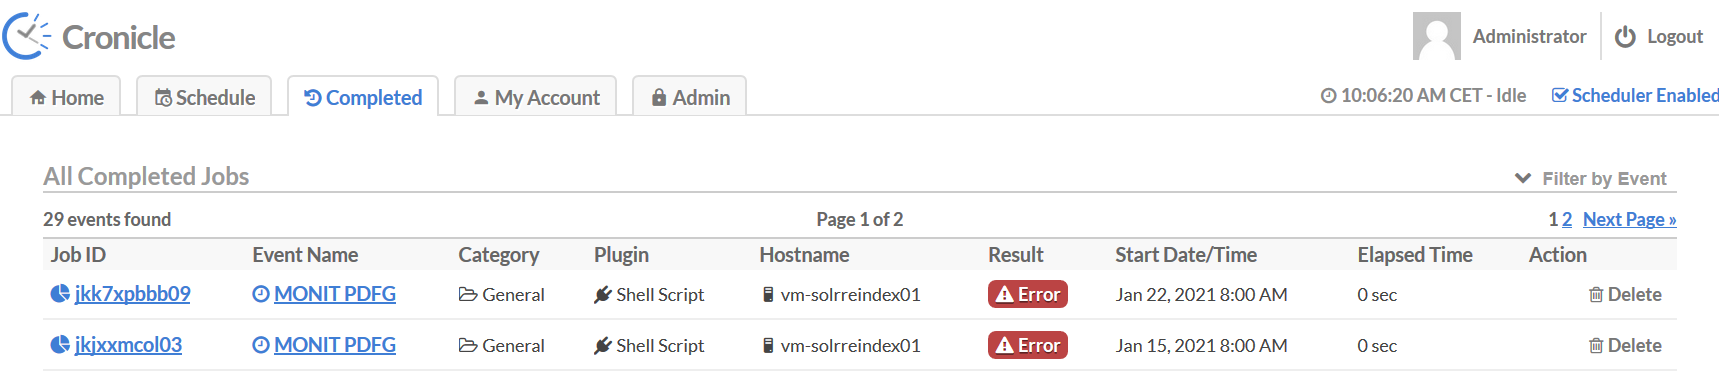 Cronicle
Administrator Logout
Home Schedule Completed My Account Admin 10:06:20 AM CET - Idle Scheduler Enabled
All Completed Jobs Filter by Event
29 events found Page 1 of 2 1 2 Next Page »
Job ID Event Name Category Plugin Hostname Result Start Date/Time Elapsed Time Action
jkk7xpbbb09 MONIT PDFG General Shell Script vm-solrreindex01 Error Jan 22, 2021 8:00 AM 0 sec Delete
jkjxxmcol03 MONIT PDFG General Shell Script vm-solrreindex01 Error Jan 15, 2021 8:00 AM 0 sec Delete